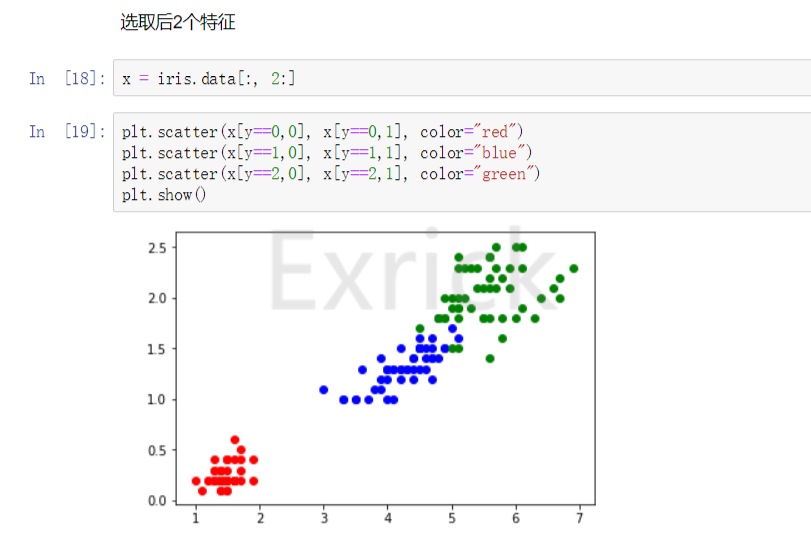 选取后2个特征
In [18]: x = iris.data[:, 2:]
In [19]: plt.scatter(x[y==0,0], x[y==0,1], color="red")
plt.scatter(x[y==1,0], x[y==1,1], color="blue")
plt.scatter(x[y==2,0], x[y==2,1], color="green")
plt.show()
Exrick
2.5
2.0
1.5
1.0
0.5
0.0
1 2 3 4 5 6 7